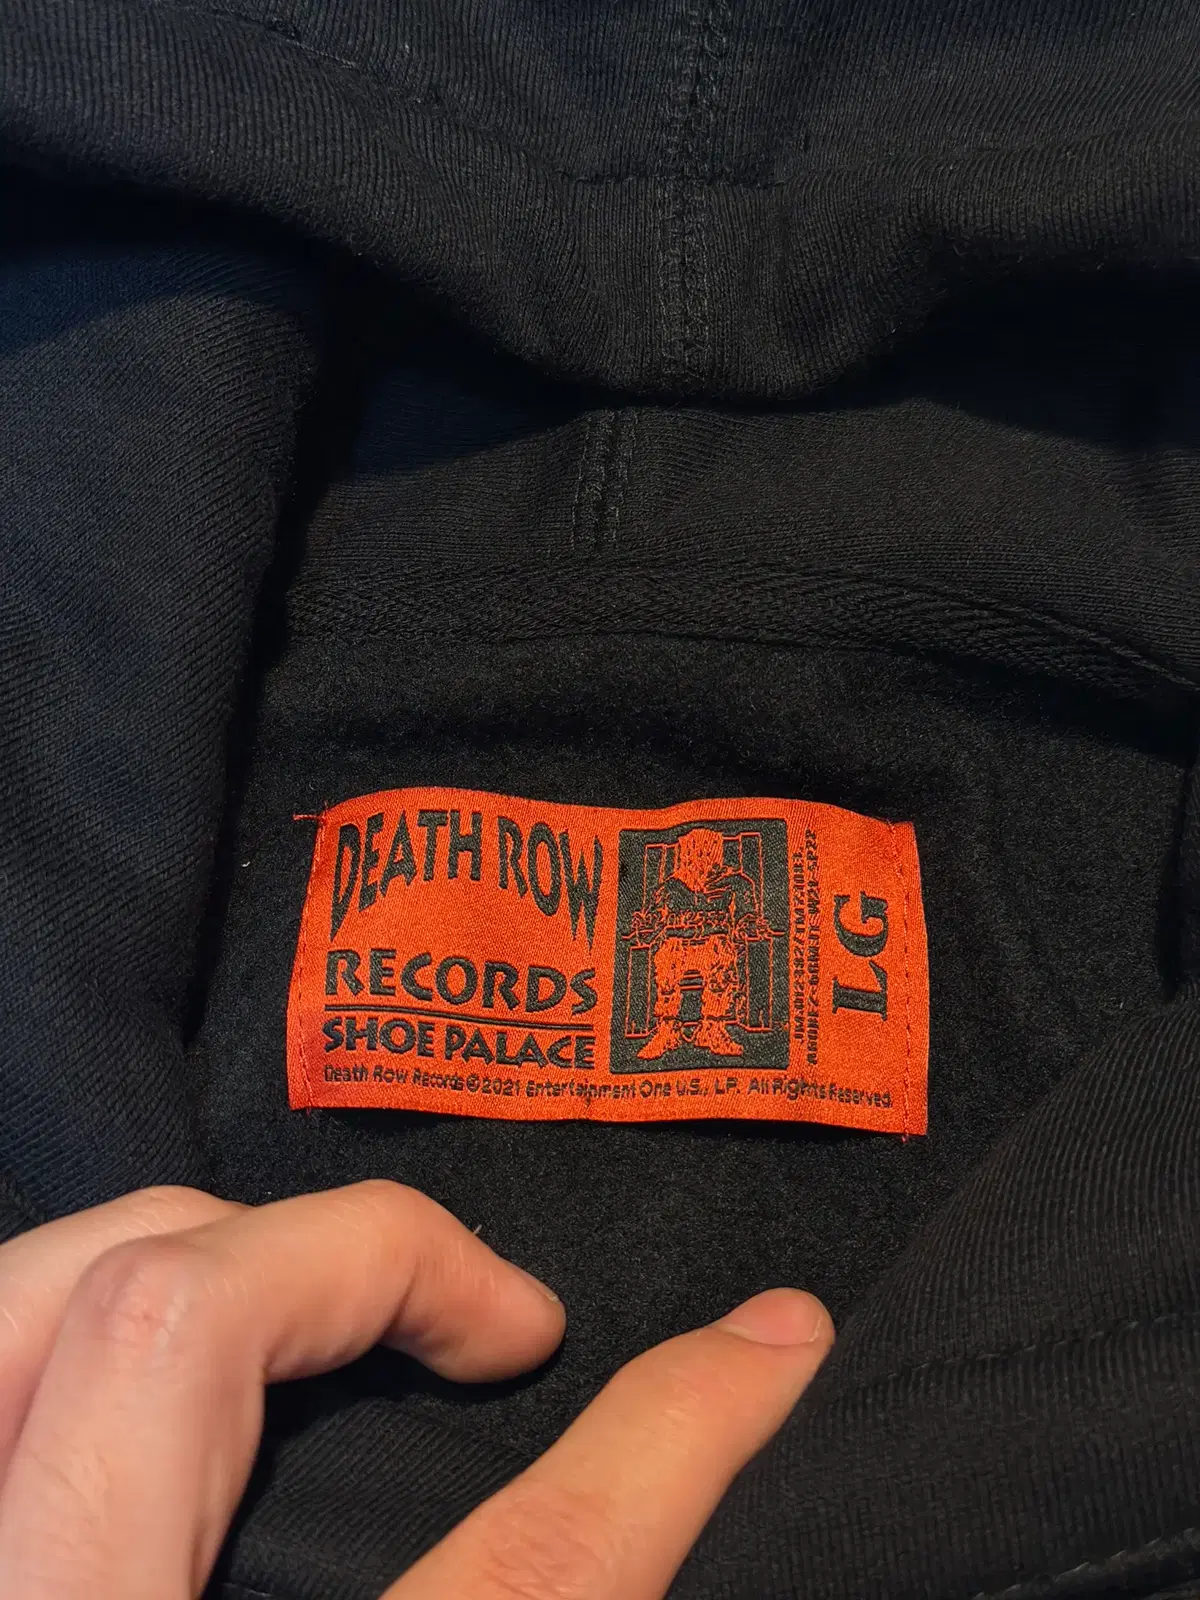 DEATH ROW
RECORDS
SHOE PALACE
Death Row Records © 2021 Entertainment One U.S., LP. All Rights Reserved.
LG